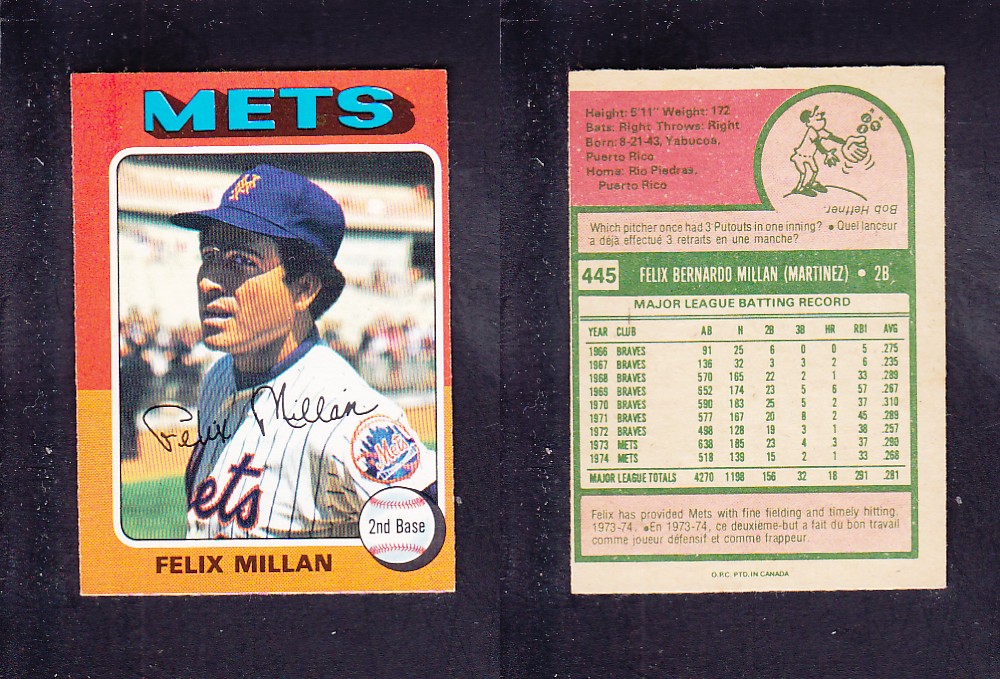 METS
NY
Felix Millan
Mets
ets
2nd Base
FELIX MILLAN
Height: 5'11" Weight: 172
Bats: Right Throws: Right
Born: 8-21-43, Yabucoa,
Puerto Rico
Home: Rio Piedras,
Puerto Rico
Bob Heffner.
Which pitcher once had 3 Putouts in one inning? • Quel lanceur
a déjà effectué 3 retraits en une manche?
445 FELIX BERNARDO MILLAN (MARTINEZ) • 2B
MAJOR LEAGUE BATTING RECORD
YEAR CLUB AB H 2B 3B HR RBI AVG
1966 BRAVES 91 25 6 0 0 5 .275
1967 BRAVES 136 32 3 3 2 6 .235
1968 BRAVES 570 165 22 2 1 33 .289
1969 BRAVES 652 174 23 5 6 57 .267
1970 BRAVES 590 183 25 5 2 37 .310
1971 BRAVES 577 167 20 8 2 45 .289
1972 BRAVES 498 128 19 3 1 38 .257
1973 METS 638 185 23 4 3 37 .290
1974 METS 518 139 15 2 1 33 .268
MAJOR LEAGUE TOTALS 4270 1198 156 32 18 291 .281
Felix has provided Mets with fine fielding and timely hitting,
1973-74. •En 1973-74, ce deuxième-but a fait du bon travail
comme joueur défensif et comme frappeur.
O.P.C. PTD. IN CANADA